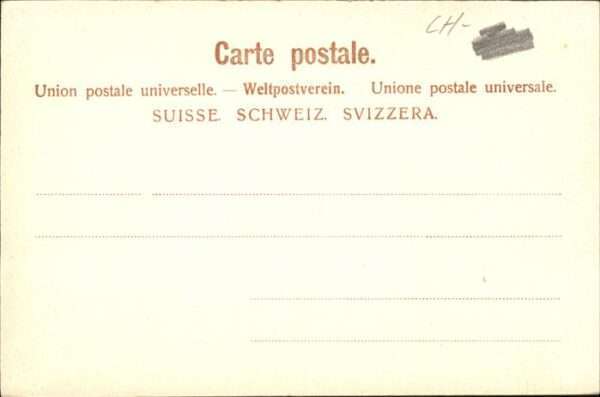 CH-
Carte postale.
Union postale universelle. — Weltpostverein. Unione postale universale.
SUISSE. SCHWEIZ. SVIZZERA.